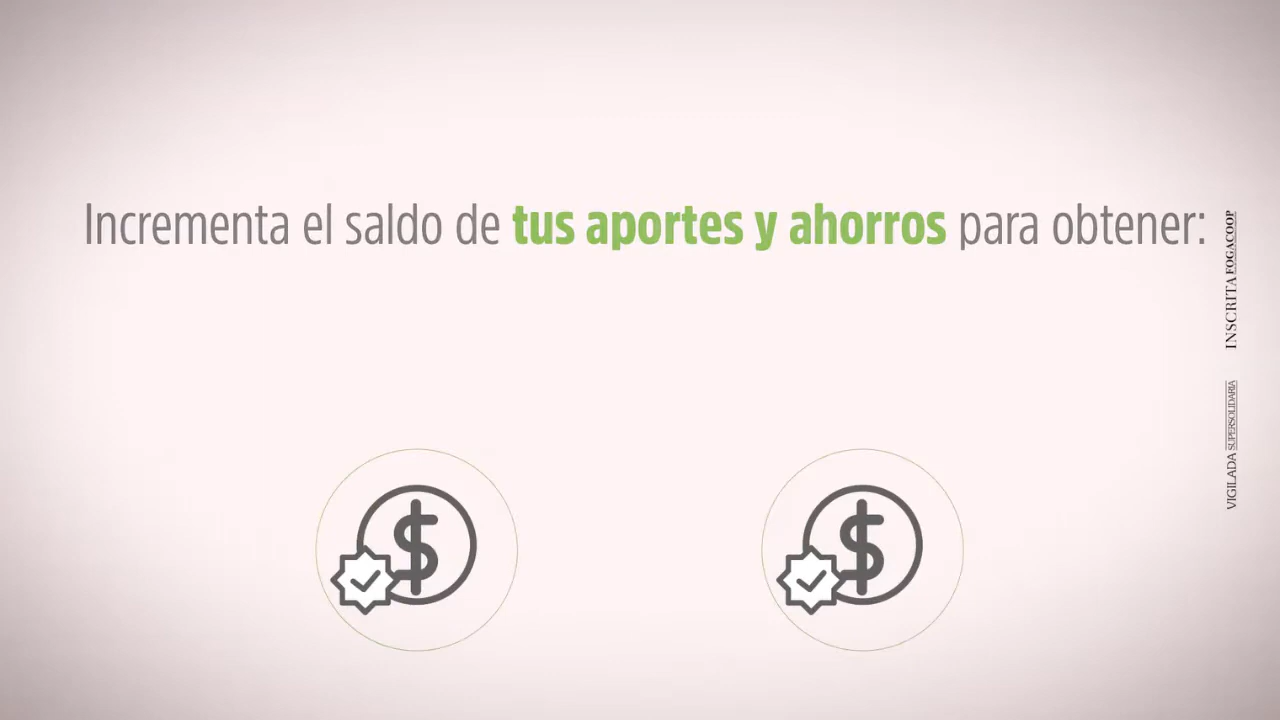 Incrementa el saldo de tus aportes y ahorros para obtener:
INSCRITA FOGACOOP
VIGILADA SUPERSOLIDARIA